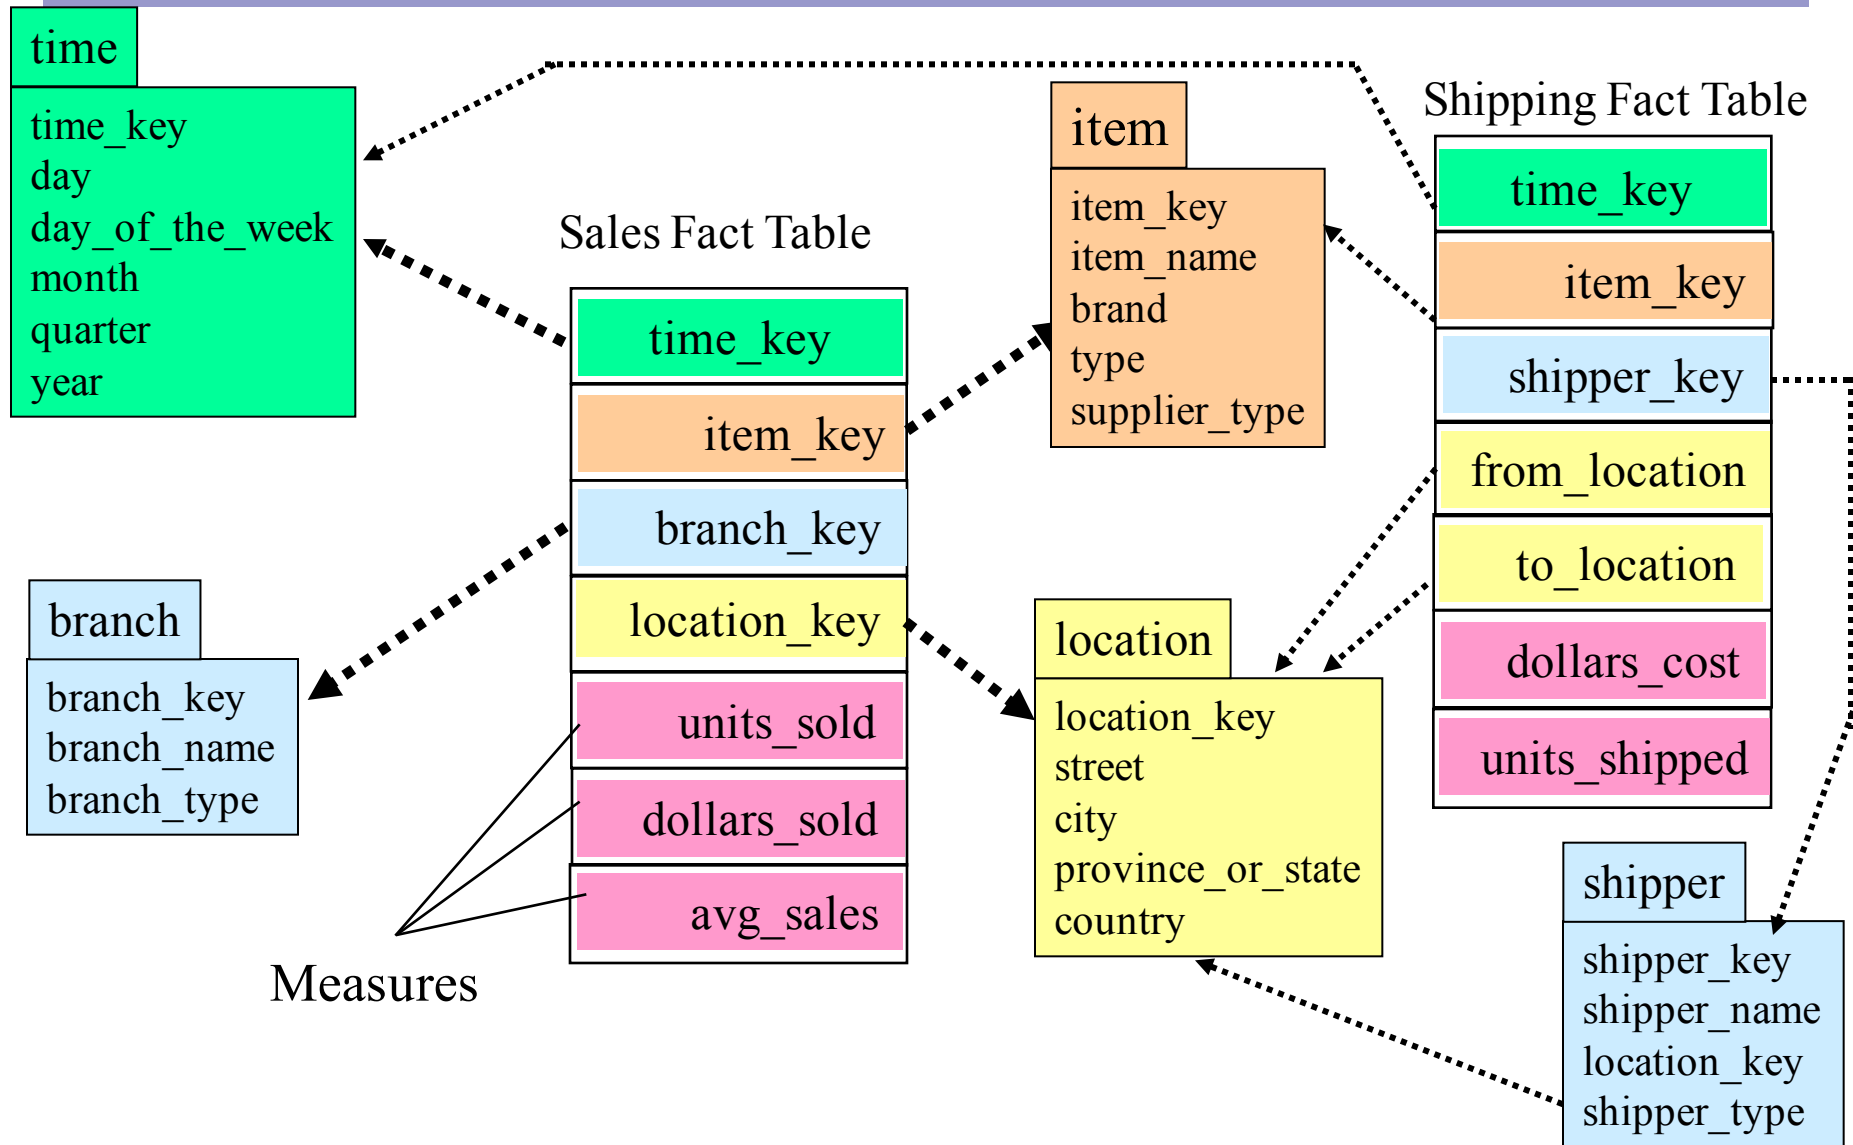 time
time_key
day
day_of_the_week
month
quarter
year
Sales Fact Table
time_key
item_key
branch_key
location_key
units_sold
dollars_sold
avg_sales
Measures
branch
branch_key
branch_name
branch_type
item
item_key
item_name
brand
type
supplier_type
location
location_key
street
city
province_or_state
country
Shipping Fact Table
time_key
item_key
shipper_key
from_location
to_location
dollars_cost
units_shipped
shipper
shipper_key
shipper_name
location_key
shipper_type